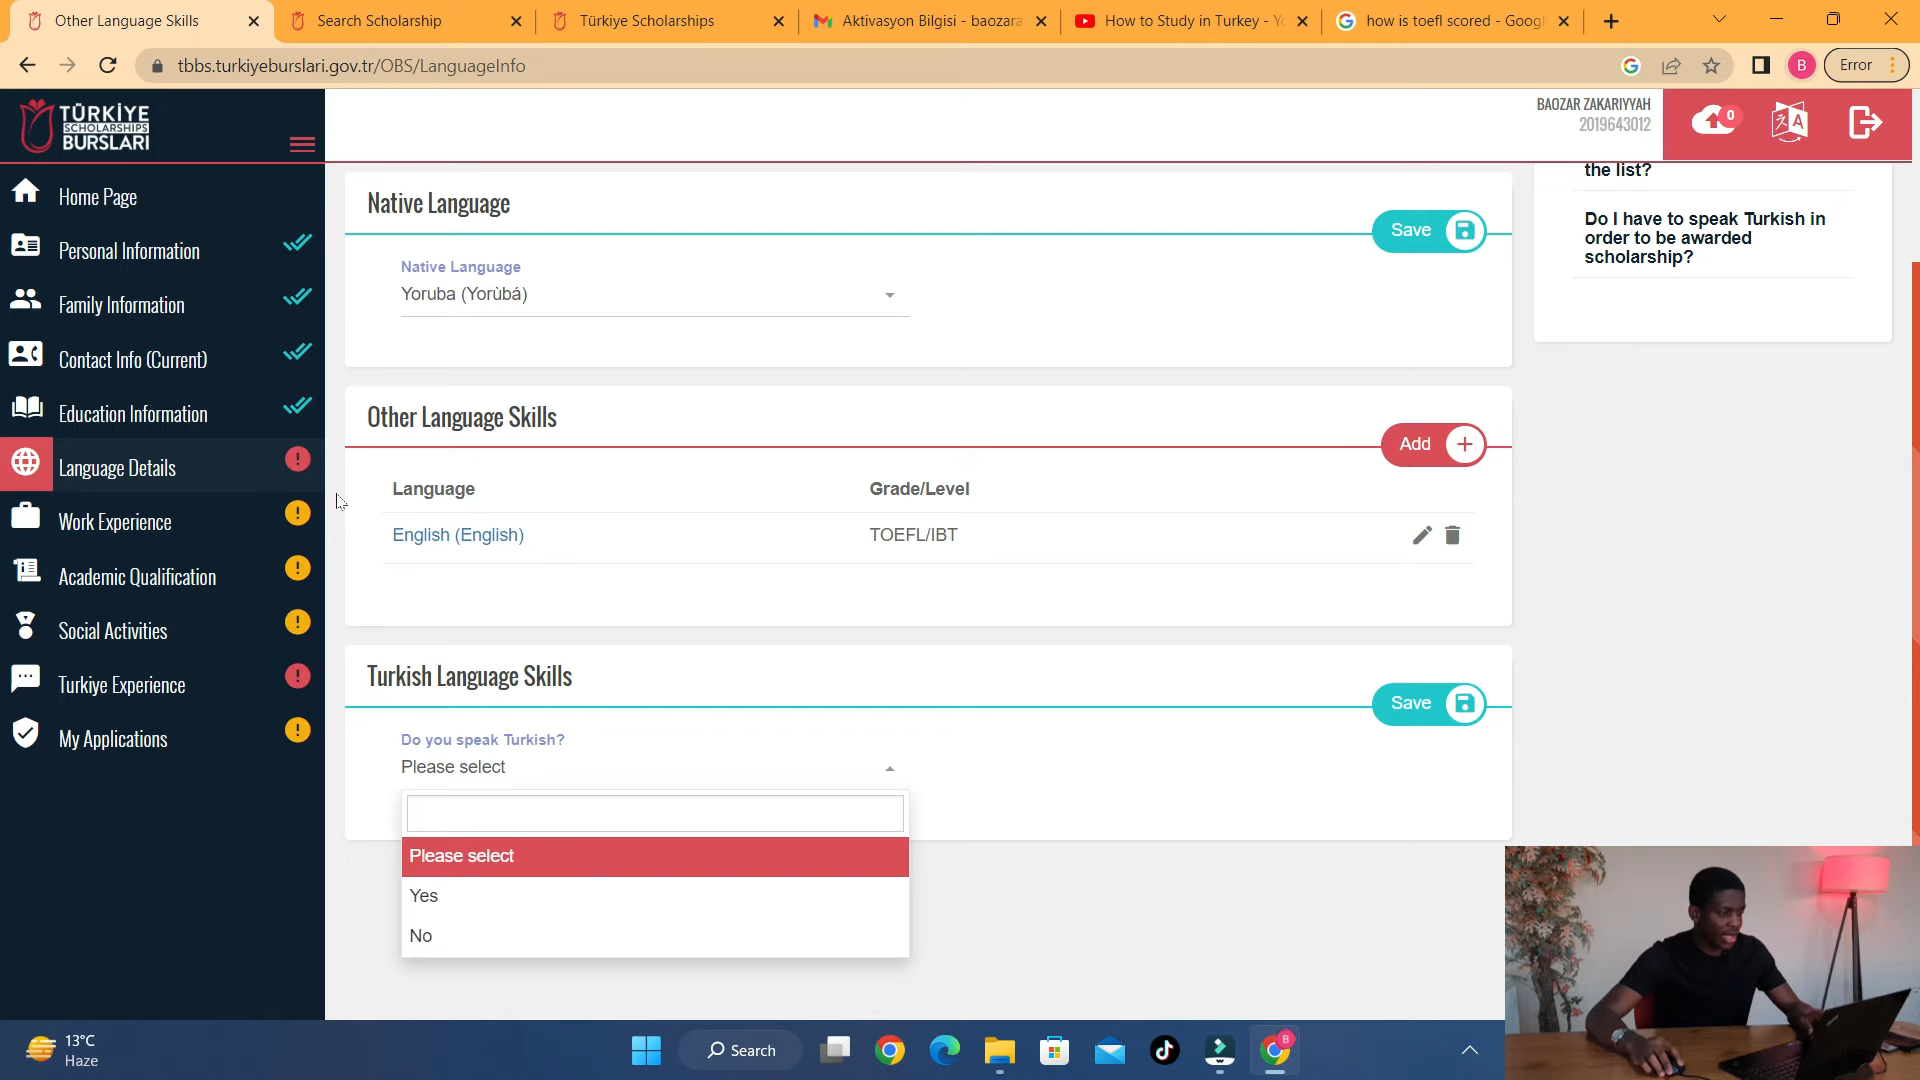 Other Language Skills
Search Scholarship
Türkiye Scholarships
Aktivasyon Bilgisi - baozara
How to Study in Turkey - Yo
how is toefl scored - Googl
tbbs.turkiyeburslari.gov.tr/OBS/LanguageInfo
B
Error
TÜRKİYE
SCHOLARSHIPS
BURSLARI
BAOZAR ZAKARIYYAH
2019643012
0
Home Page
Personal Information
Family Information
Contact Info (Current)
Education Information
Language Details
Work Experience
Academic Qualification
Social Activities
Turkiye Experience
My Applications
Native Language
Save
Native Language
Yoruba (Yorùbá)
Other Language Skills
Add
Language
Grade/Level
English (English)
TOEFL/IBT
Turkish Language Skills
Save
Do you speak Turkish?
Please select
Please select
Yes
No
the list?
Do I have to speak Turkish in
order to be awarded
scholarship?
13°C
Haze
Search
B